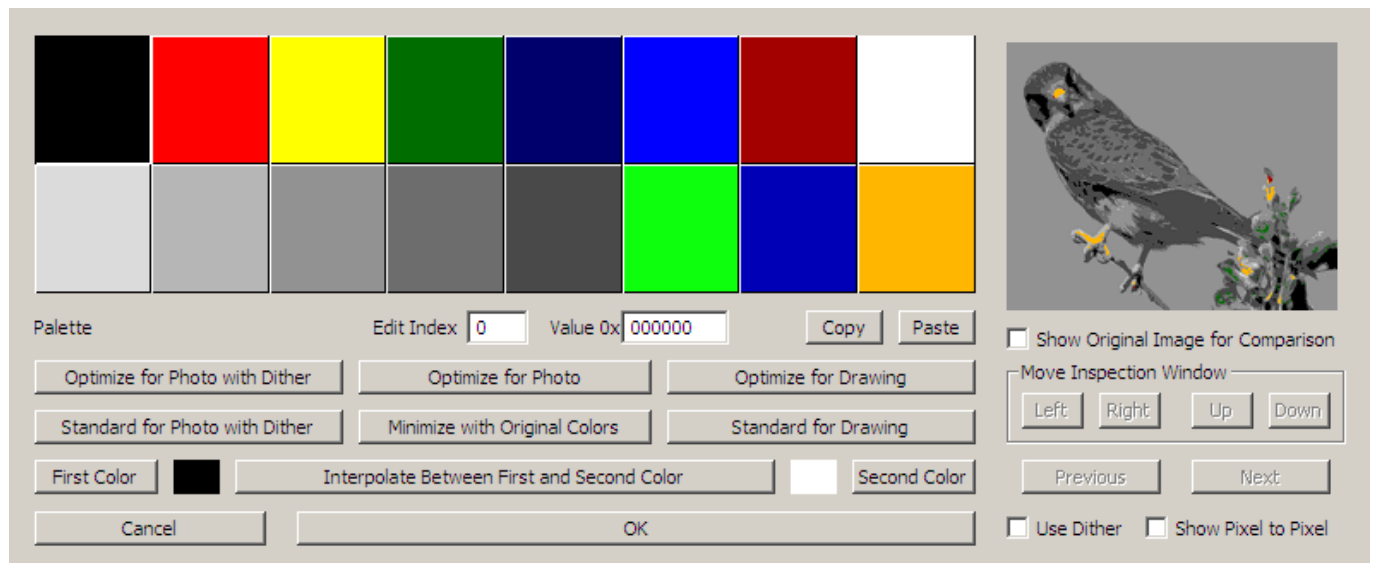 Palette Edit Index 0 Value 0x 000000 Copy Paste
Show Original Image for Comparison
Optimize for Photo with Dither Optimize for Photo Optimize for Drawing
Move Inspection Window
Left Right Up Down
Standard for Photo with Dither Minimize with Original Colors Standard for Drawing
First Color Interpolate Between First and Second Color Second Color
Previous Next
Cancel OK
Use Dither Show Pixel to Pixel